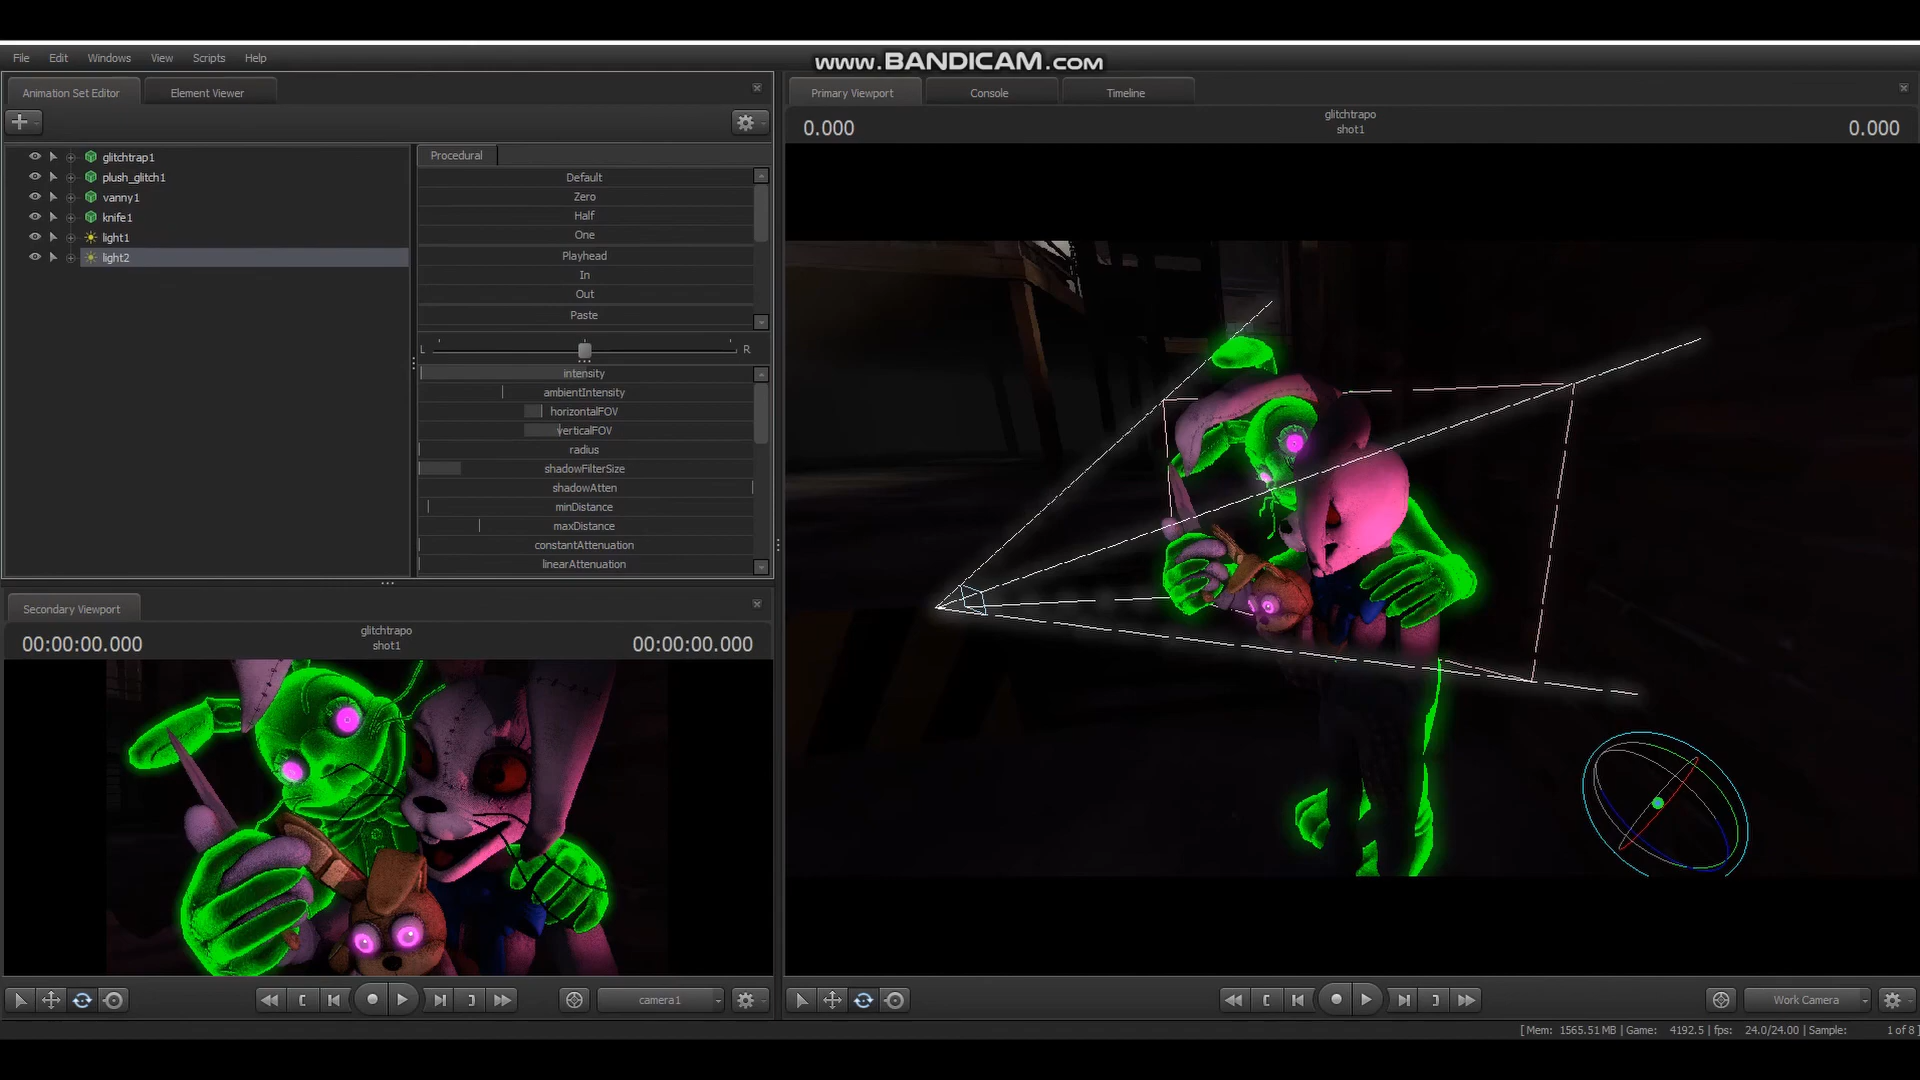 www.BANDICAM.com
File Edit Windows View Scripts Help
Animation Set Editor Element Viewer
Primary Viewport Console Timeline
0.000 glitchtrapo 0.000
shot1
glitchtrap1
plush_glitch1
vanny1
knife1
light1
light2
Procedural
Default
Zero
Half
One
Playhead
In
Out
Paste
L R
intensity
ambientIntensity
horizontalFOV
verticalFOV
radius
shadowFilterSize
shadowAtten
minDistance
maxDistance
constantAttenuation
linearAttenuation
Secondary Viewport
00:00:00.000 glitchtrapo 00:00:00.000
shot1
camera1
Work Camera
[ Mem: 1565.51 MB | Game: 4192.5 | fps: 24.0/24.00 | Sample: 1 of 8 ]